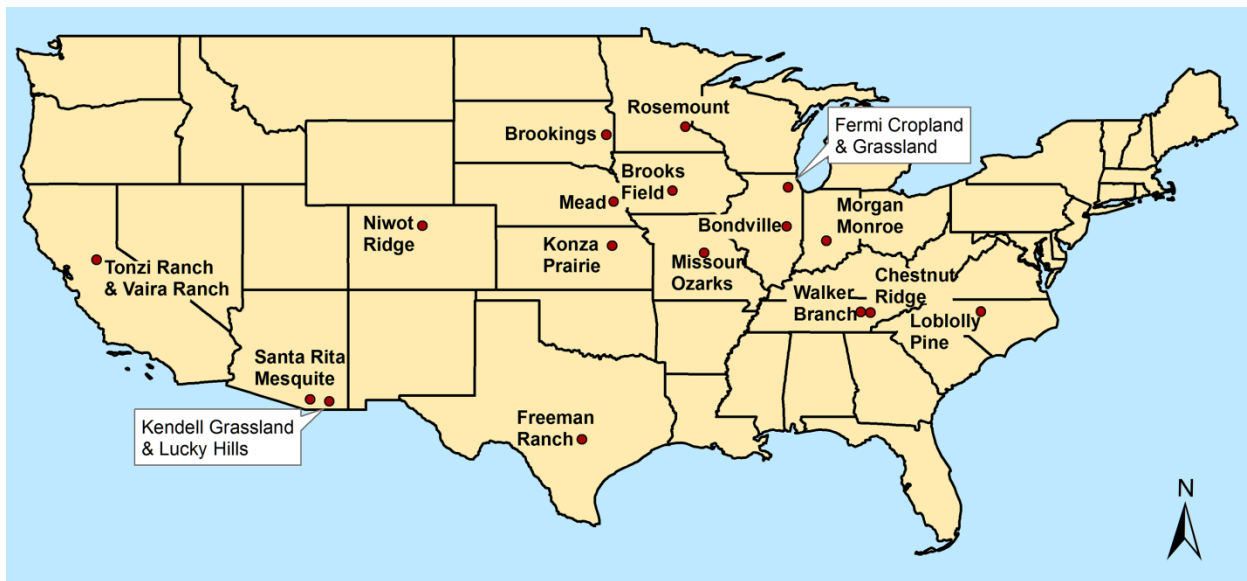 Rosemount
Brookings
Fermi Cropland
& Grassland
Brooks
Field
Mead
Niwot
Ridge
Bondville
Morgan
Monroe
Konza
Prairie
Missouri
Ozarks
Tonzi Ranch
& Vaira Ranch
Chestnut
Ridge
Walker
Branch
Loblolly
Pine
Santa Rita
Mesquite
Kendell Grassland
& Lucky Hills
Freeman
Ranch
N